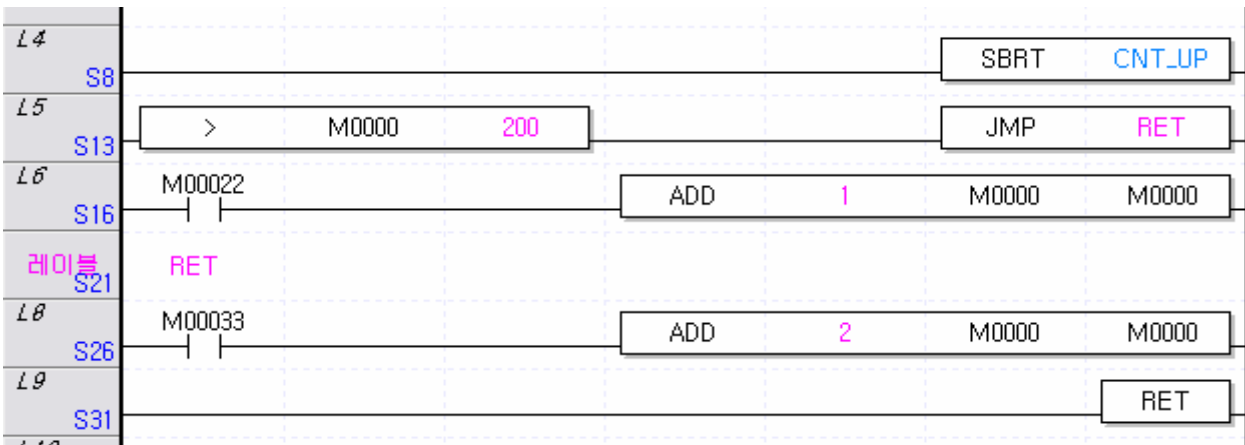 L4
S8
SBRT CNT_UP
L5
S13
> M0000 200
JMP RET
L6
S16
M00022
ADD 1 M0000 M0000
레이블
S21
RET
L8
S26
M00033
ADD 2 M0000 M0000
L9
S31
RET